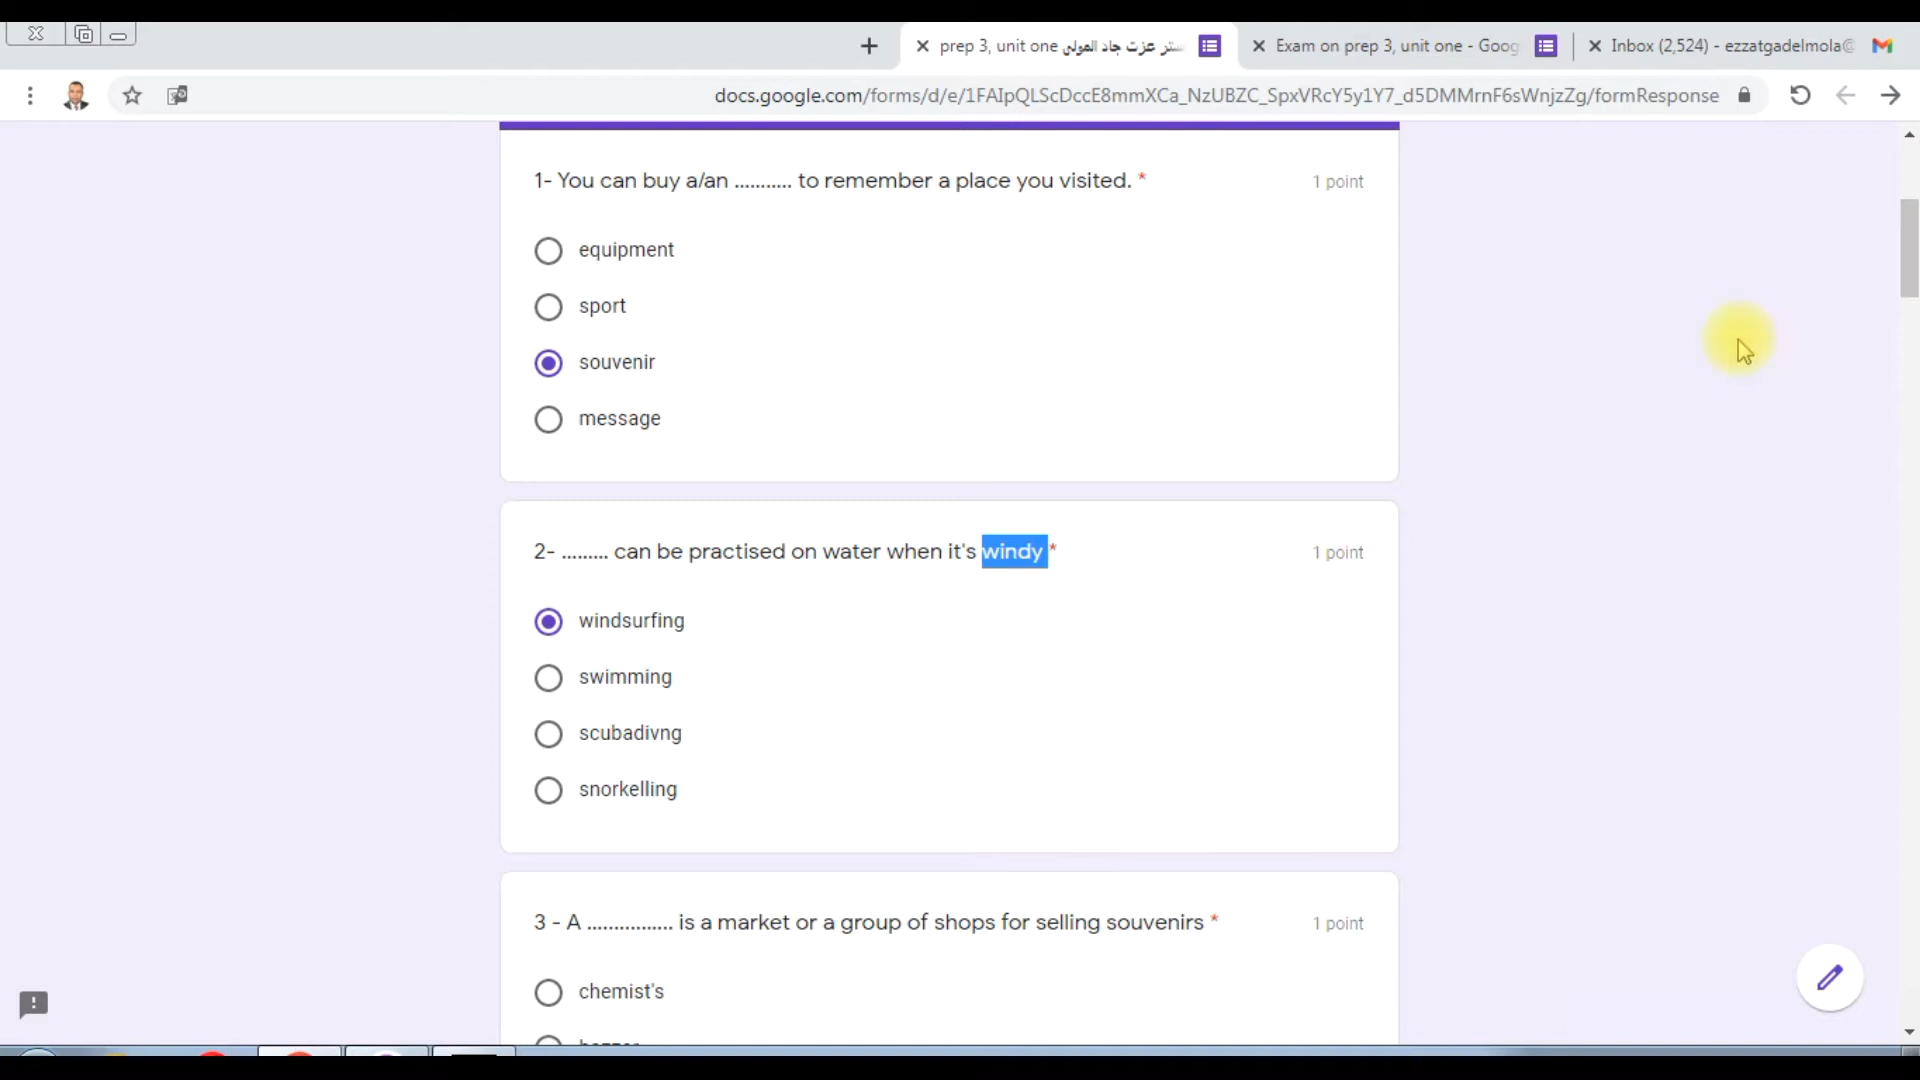 prep 3, unit one ستر عزت جاد المولى
Exam on prep 3, unit one - Goog
Inbox (2,524) - ezzatgadelmola@
docs.google.com/forms/d/e/1FAIpQLScDccE8mmXCa_NzUBZC_SpxVRcY5y1Y7_d5DMMrnF6sWnjzZg/formResponse
1- You can buy a/an ........... to remember a place you visited. *
1 point
equipment
sport
souvenir
message
2- ......... can be practised on water when it's windy *
1 point
windsurfing
swimming
scubadivng
snorkelling
3 - A ................ is a market or a group of shops for selling souvenirs *
1 point
chemist's